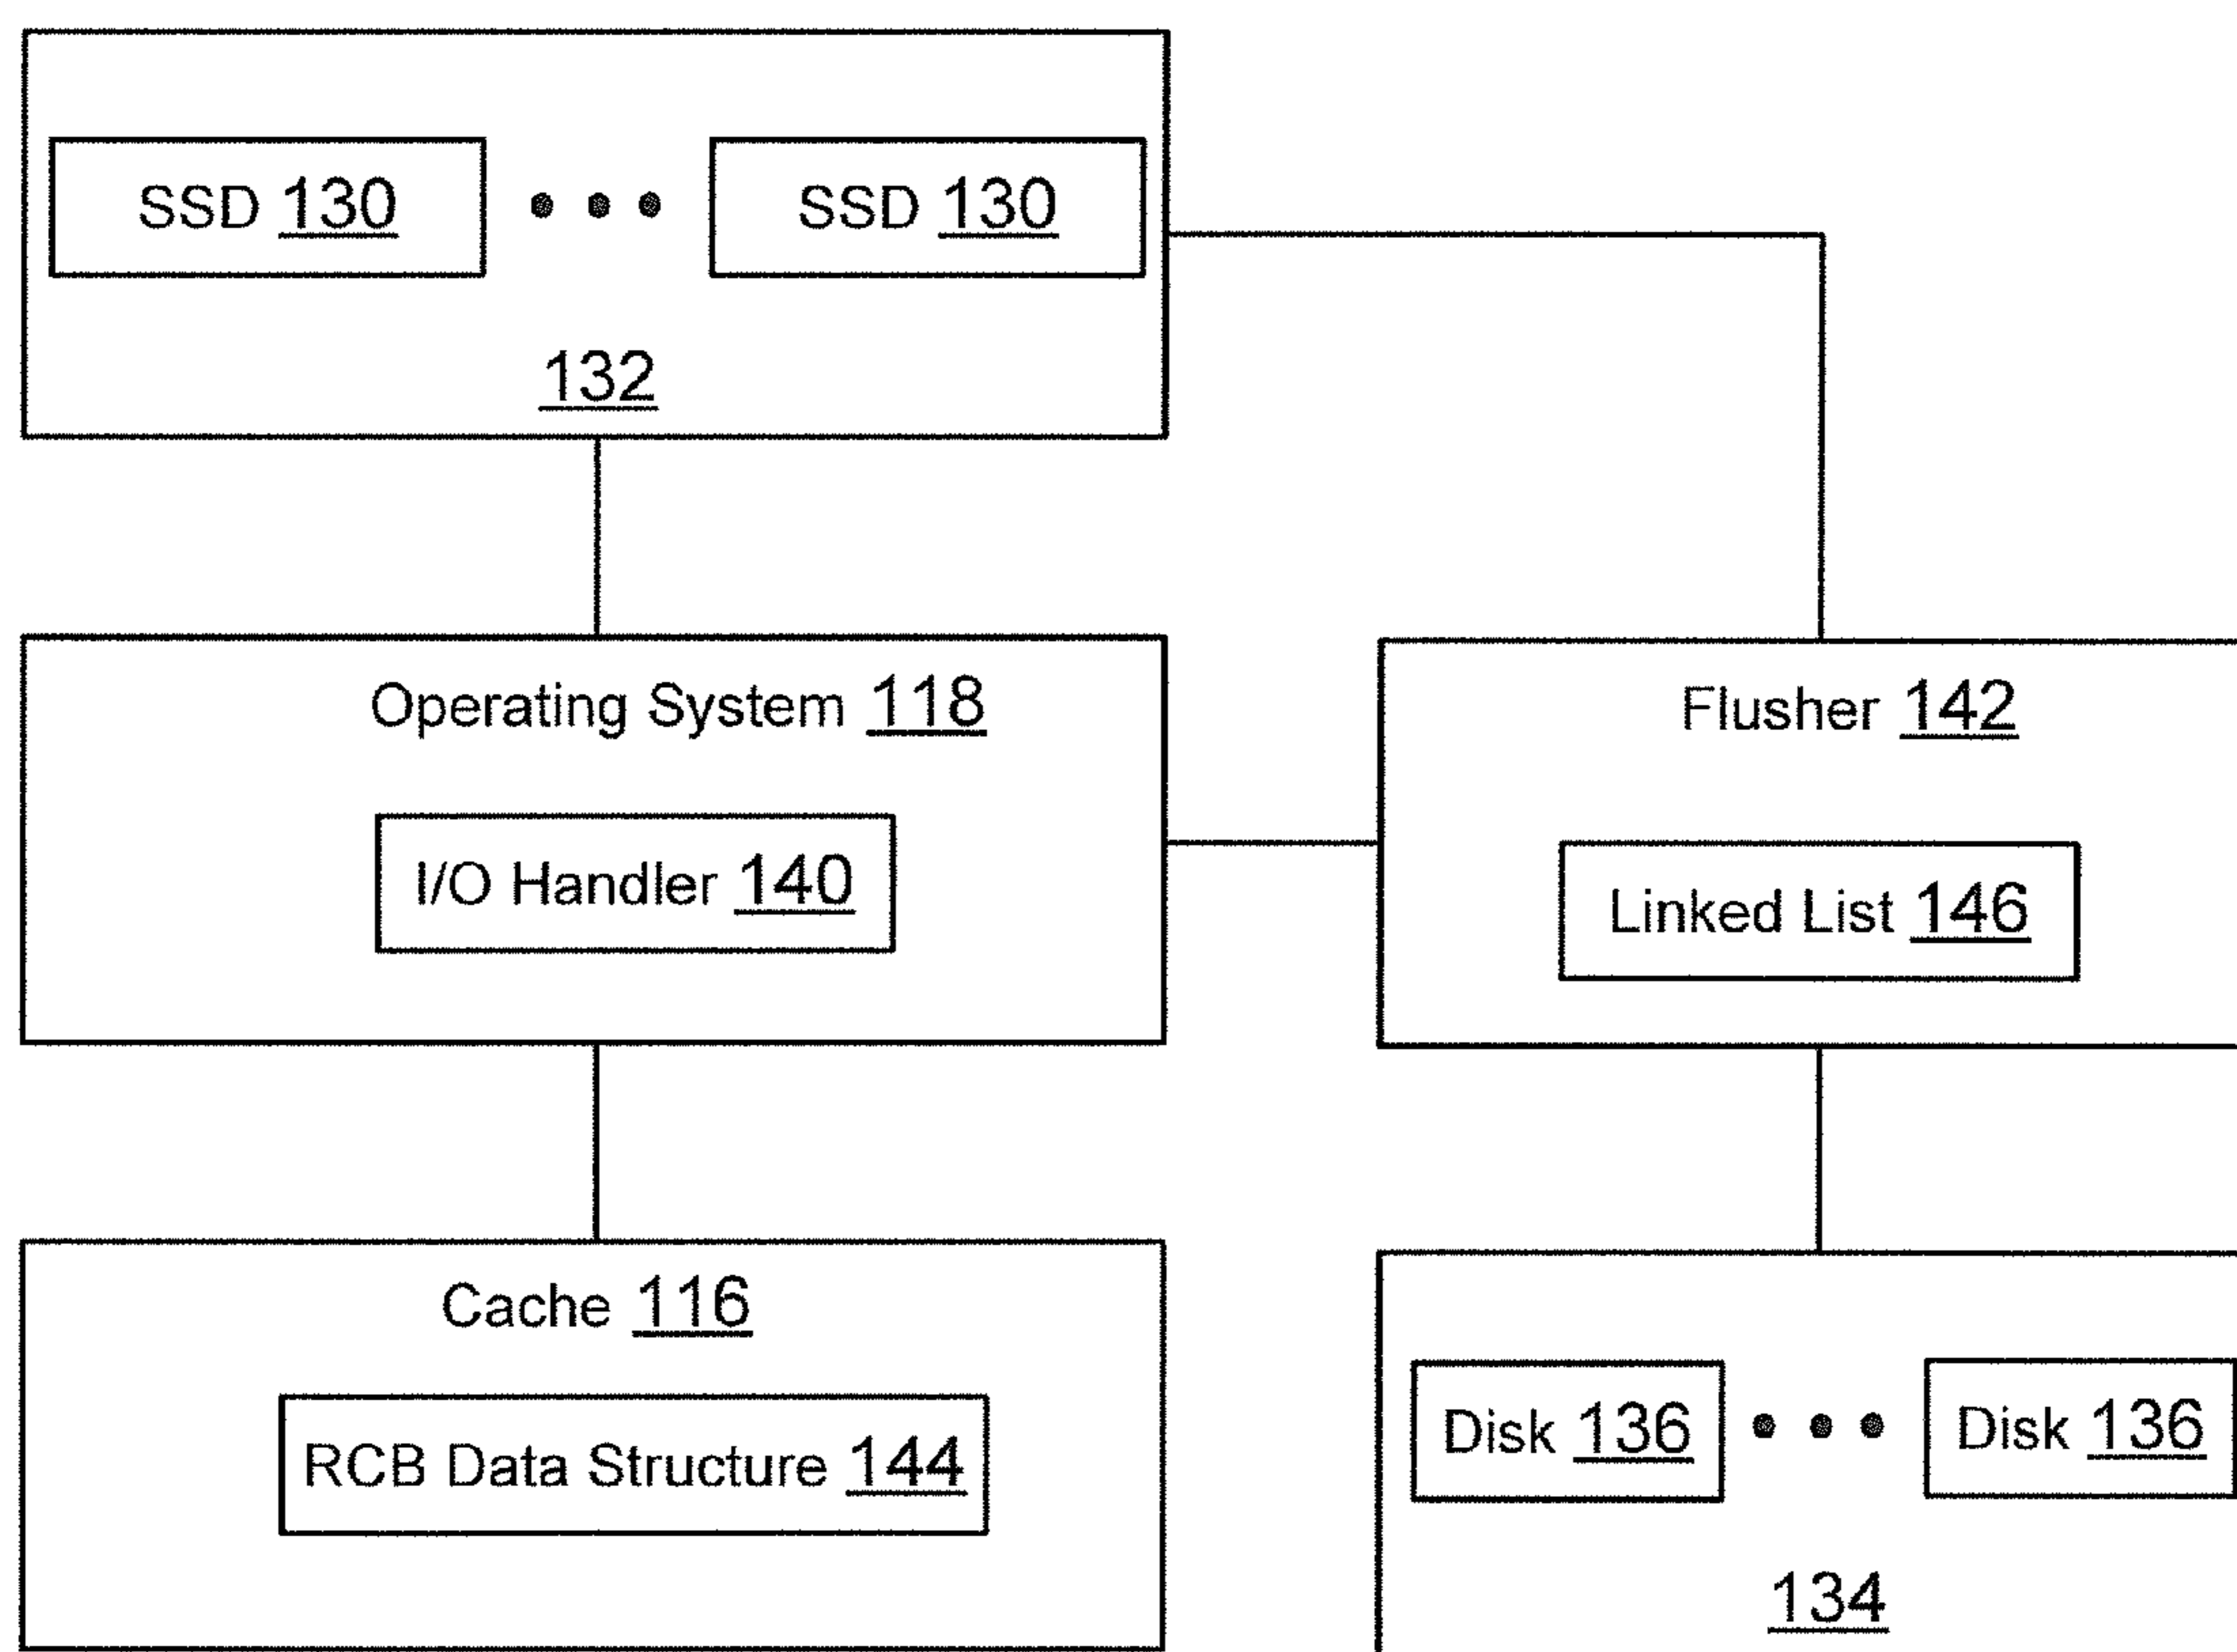 SSD 130 • • • SSD 130
132
Operating System 118
I/O Handler 140
Flusher 142
Linked List 146
Cache 116
RCB Data Structure 144
Disk 136 • • • Disk 136
134